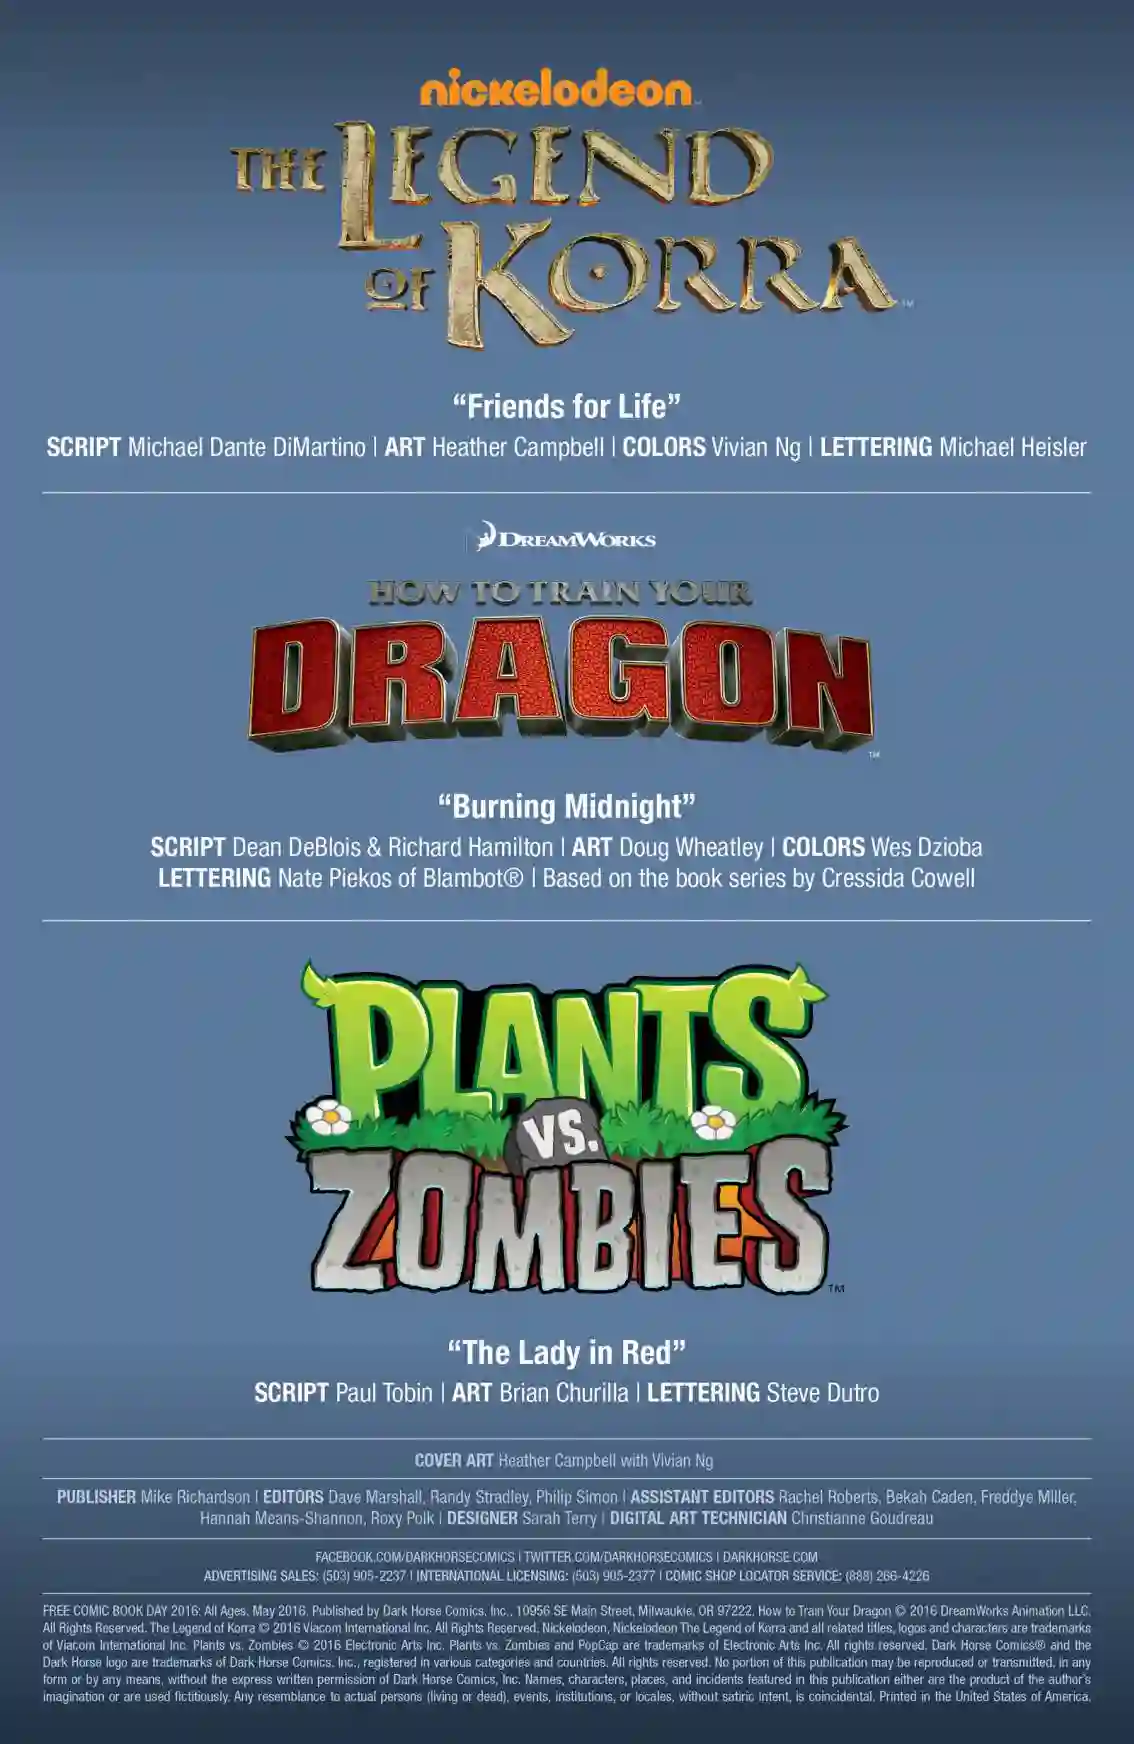 nickelodeon™
THE LEGEND
OF KORRA™
“Friends for Life”
SCRIPT Michael Dante DiMartino | ART Heather Campbell | COLORS Vivian Ng | LETTERING Michael Heisler
DREAMWORKS
HOW TO TRAIN YOUR
DRAGON™
“Burning Midnight”
SCRIPT Dean DeBlois & Richard Hamilton | ART Doug Wheatley | COLORS Wes Dzioba
LETTERING Nate Piekos of Blambot® | Based on the book series by Cressida Cowell
PLANTS
VS.
ZOMBIES™
“The Lady in Red”
SCRIPT Paul Tobin | ART Brian Churilla | LETTERING Steve Dutro
COVER ART Heather Campbell with Vivian Ng
PUBLISHER Mike Richardson | EDITORS Dave Marshall, Randy Stradley, Philip Simon | ASSISTANT EDITORS Rachel Roberts, Bekah Caden, Freddye Miller,
Hannah Means-Shannon, Roxy Polk | DESIGNER Sarah Terry | DIGITAL ART TECHNICIAN Christianne Goudreau
FACEBOOK.COM/DARKHORSECOMICS | TWITTER.COM/DARKHORSECOMICS | DARKHORSE.COM
ADVERTISING SALES: (503) 905-2237 | INTERNATIONAL LICENSING: (503) 905-2377 | COMIC SHOP LOCATOR SERVICE: (888) 266-4226
FREE COMIC BOOK DAY 2016: All Ages, May 2016. Published by Dark Horse Comics, Inc., 10956 SE Main Street, Milwaukie, OR 97222. How to Train Your Dragon © 2016 DreamWorks Animation LLC.
All Rights Reserved. The Legend of Korra © 2016 Viacom International Inc. All Rights Reserved. Nickelodeon, Nickelodeon The Legend of Korra and all related titles, logos and characters are trademarks
of Viacom International Inc. Plants vs. Zombies © 2016 Electronic Arts Inc. Plants vs. Zombies and PopCap are trademarks of Electronic Arts Inc. All rights reserved. Dark Horse Comics® and the
Dark Horse logo are trademarks of Dark Horse Comics, Inc., registered in various categories and countries. All rights reserved. No portion of this publication may be reproduced or transmitted, in any
form or by any means, without the express written permission of Dark Horse Comics, Inc. Names, characters, places, and incidents featured in this publication either are the product of the author’s
imagination or are used fictitiously. Any resemblance to actual persons (living or dead), events, institutions, or locales, without satiric intent, is coincidental. Printed in the United States of America.